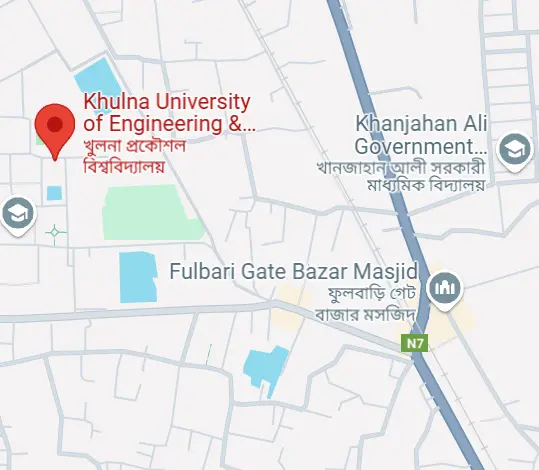 Khulna University
of Engineering &...
খুলনা প্রকৌশল
বিশ্ববিদ্যালয়
Khanjahan Ali
Government...
খানজাহান আলী সরকারী
মাধ্যমিক বিদ্যালয়
Fulbari Gate Bazar Masjid
ফুলবাড়ি গেট
বাজার মসজিদ
N7